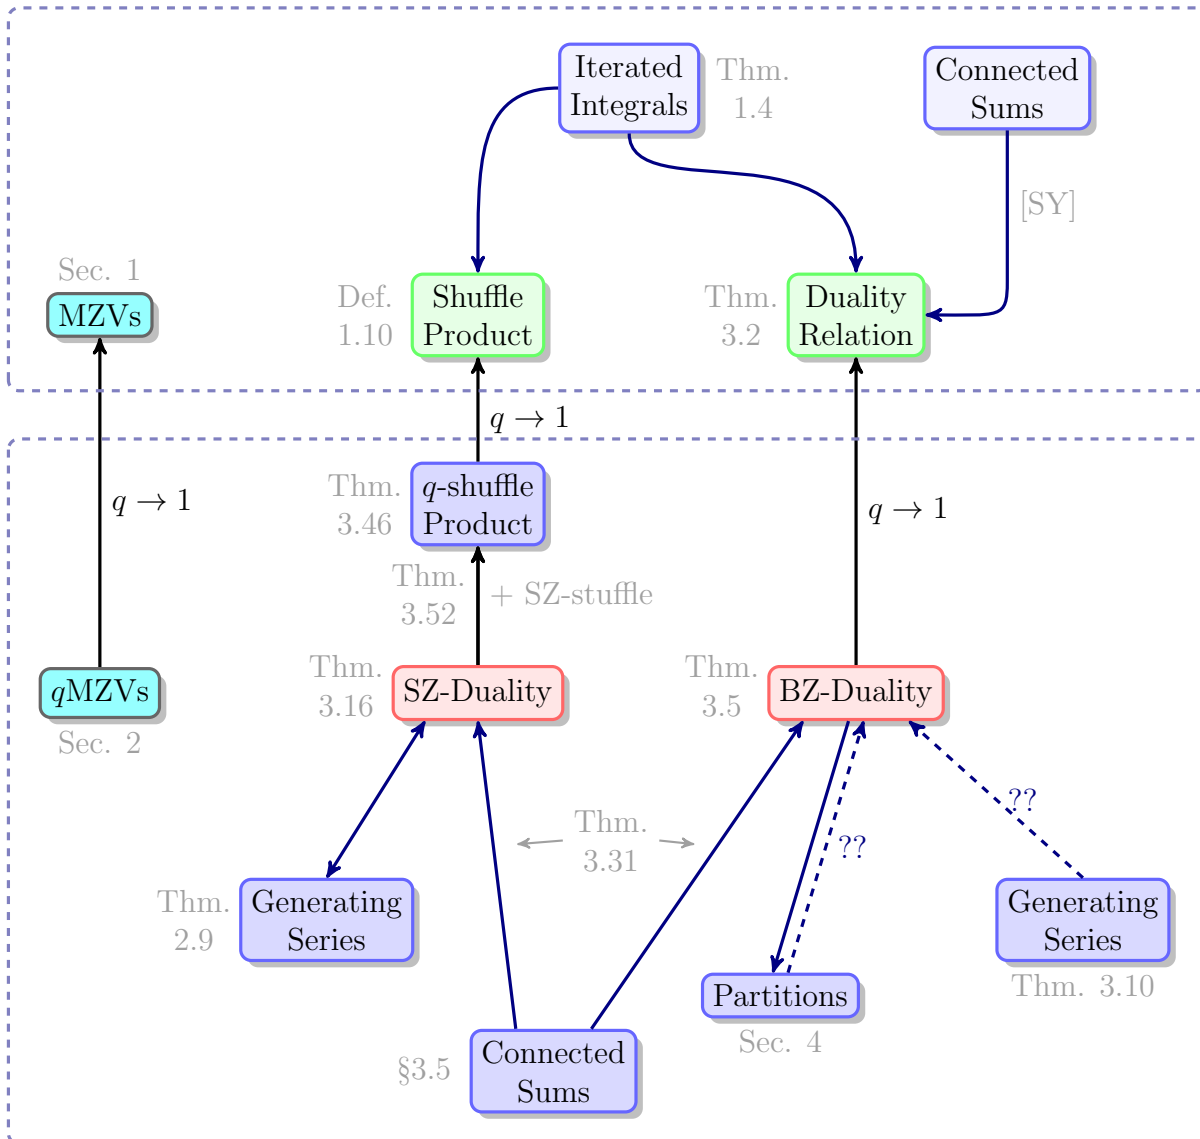 Iterated
Integrals
Thm.
1.4
Connected
Sums
[SY]
Sec. 1
MZVs
Def.
1.10
Shuffle
Product
Thm.
3.2
Duality
Relation
q → 1
q → 1
q → 1
Thm.
3.46
q-shuffle
Product
Thm.
3.52
+ SZ-stuffle
qMZVs
Sec. 2
Thm.
3.16
SZ-Duality
Thm.
3.5
BZ-Duality
??
??
Thm.
3.31
Thm.
2.9
Generating
Series
Generating
Series
Thm. 3.10
Partitions
Sec. 4
§3.5
Connected
Sums